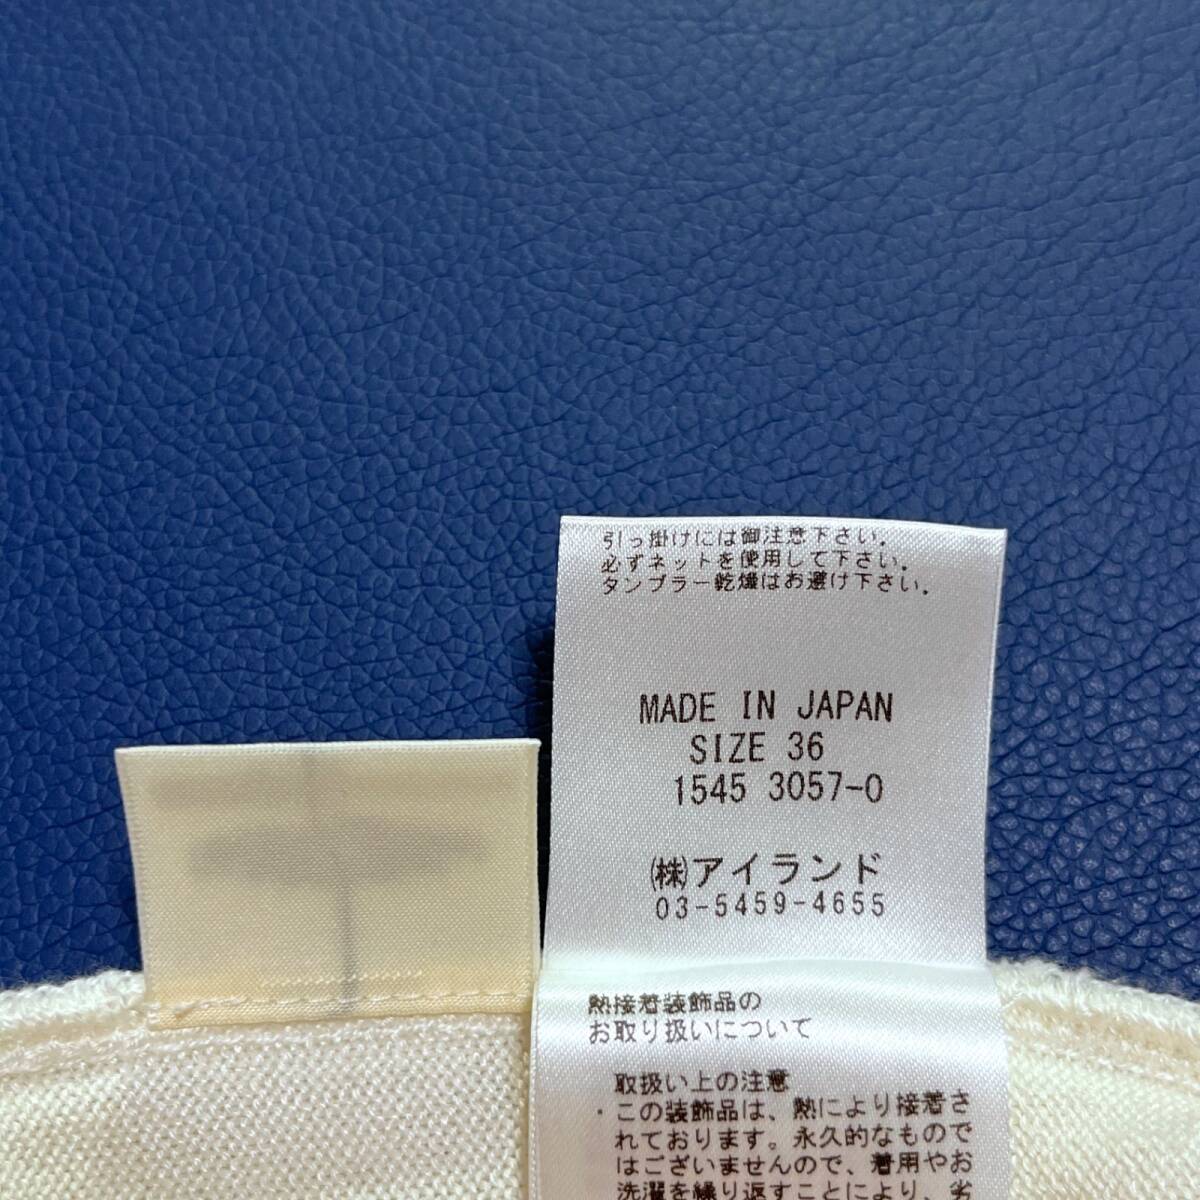 引っ掛けには御注意下さい。
必ずネットを使用して下さい。
タンブラー乾燥はお避け下さい。
MADE IN JAPAN
SIZE 36
1545 3057-0
㈱アイランド
03-5459-4655
熱接着装飾品の
お取り扱いについて
取扱い上の注意
・この装飾品は、熱により接着さ
れております。永久的なもので
はございませんので、着用やお
洗濯を繰り返すことにより、劣